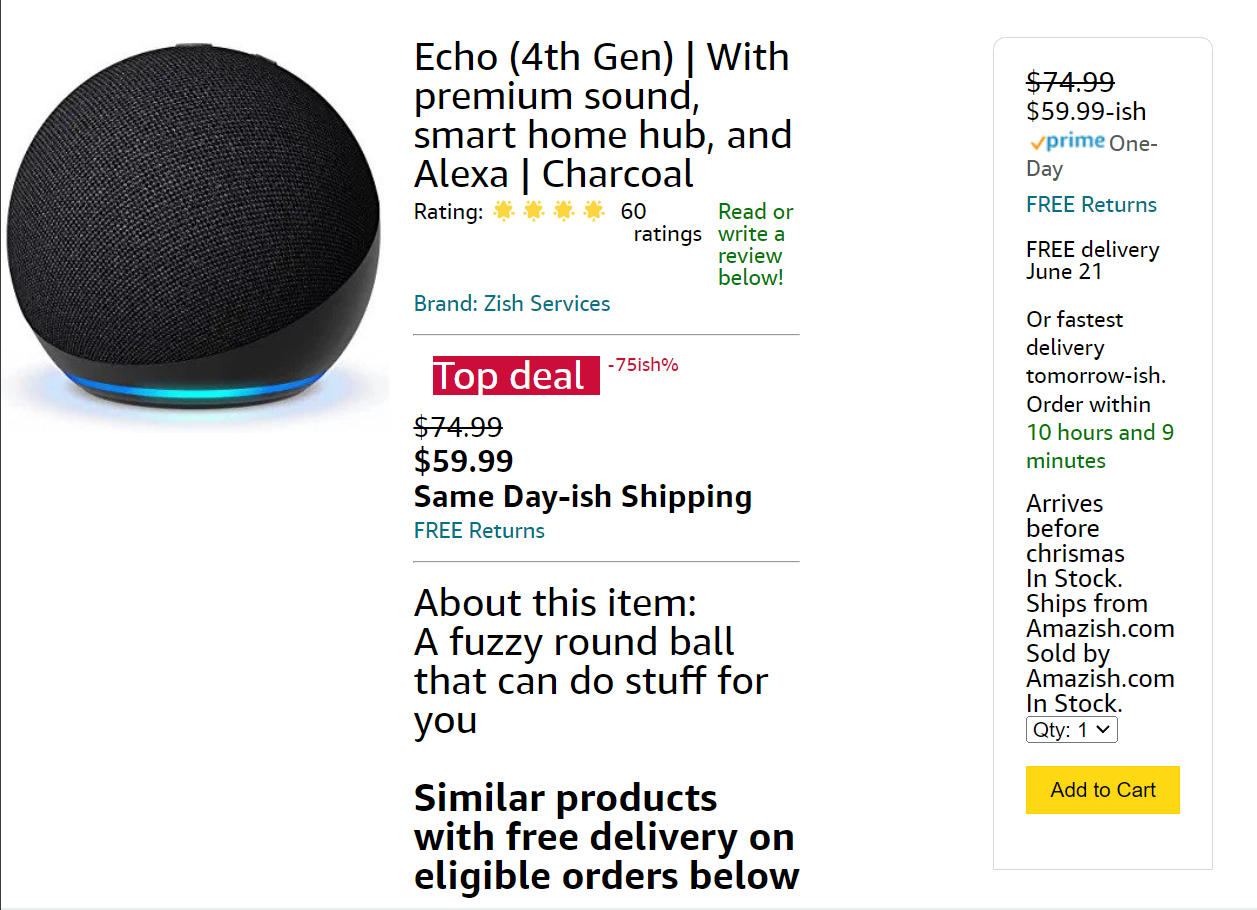 Echo (4th Gen) | With
premium sound,
smart home hub, and
Alexa | Charcoal
Rating: 🌟 🌟 🌟 🌟 60
ratings
Read or
write a
review
below!
Brand: Zish Services
Top deal -75ish%
$74.99
$59.99
Same Day-ish Shipping
FREE Returns
About this item:
A fuzzy round ball
that can do stuff for
you
Similar products
with free delivery on
eligible orders below
$74.99
$59.99-ish
prime One-
Day
FREE Returns
FREE delivery
June 21
Or fastest
delivery
tomorrow-ish.
Order within
10 hours and 9
minutes
Arrives
before
chrismas
In Stock.
Ships from
Amazish.com
Sold by
Amazish.com
In Stock.
Qty: 1
Add to Cart